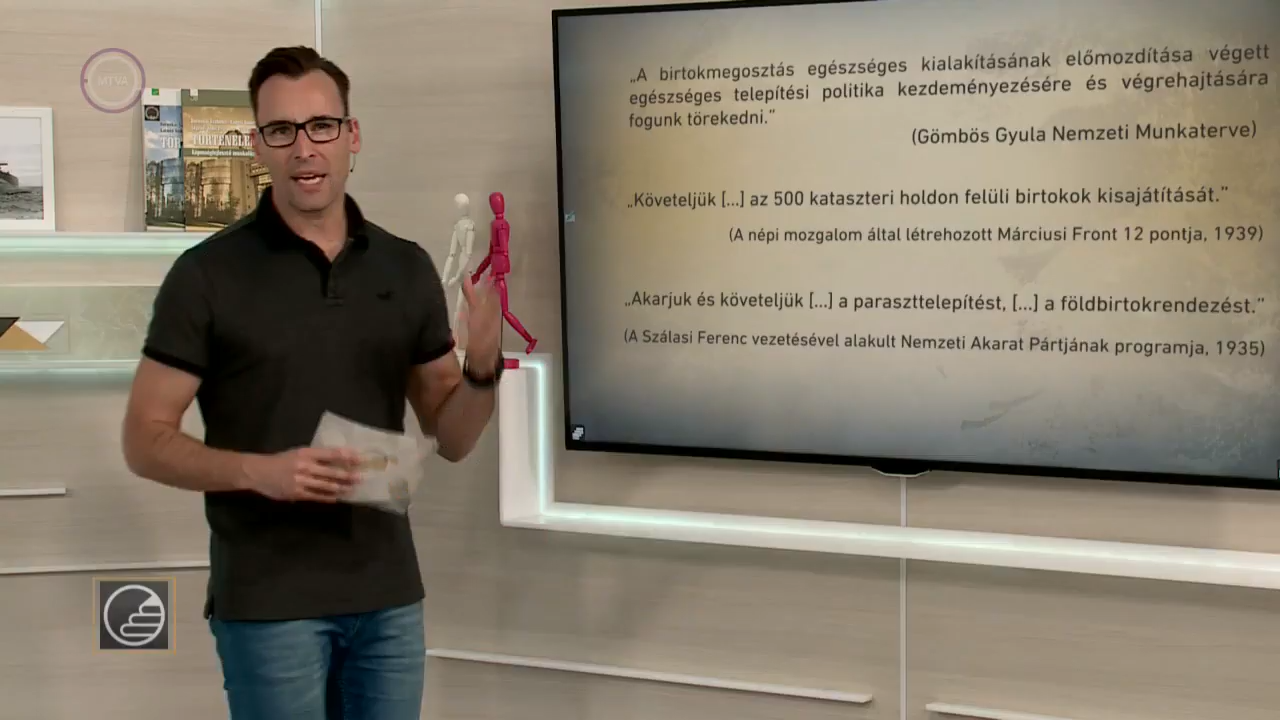 MTVA
TÖRTÉNELEM
„A birtokmegosztás egészséges kialakításának előmozdítása végett
egészséges telepítési politika kezdeményezésére és végrehajtására
fogunk törekedni.”
(Gömbös Gyula Nemzeti Munkaterve)
„Követeljük [...] az 500 kataszteri holdon felüli birtokok kisajátítását.”
(A népi mozgalom által létrehozott Márciusi Front 12 pontja, 1939)
„Akarjuk és követeljük [...] a paraszttelepítést, [...] a földbirtokrendezést.”
(A Szálasi Ferenc vezetésével alakult Nemzeti Akarat Pártjának programja, 1935)